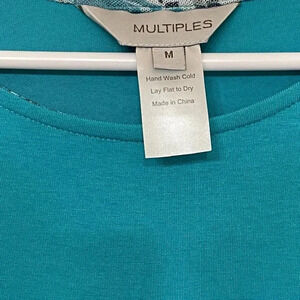 MULTIPLES
M
Hand Wash Cold
Lay Flat to Dry
Made in China